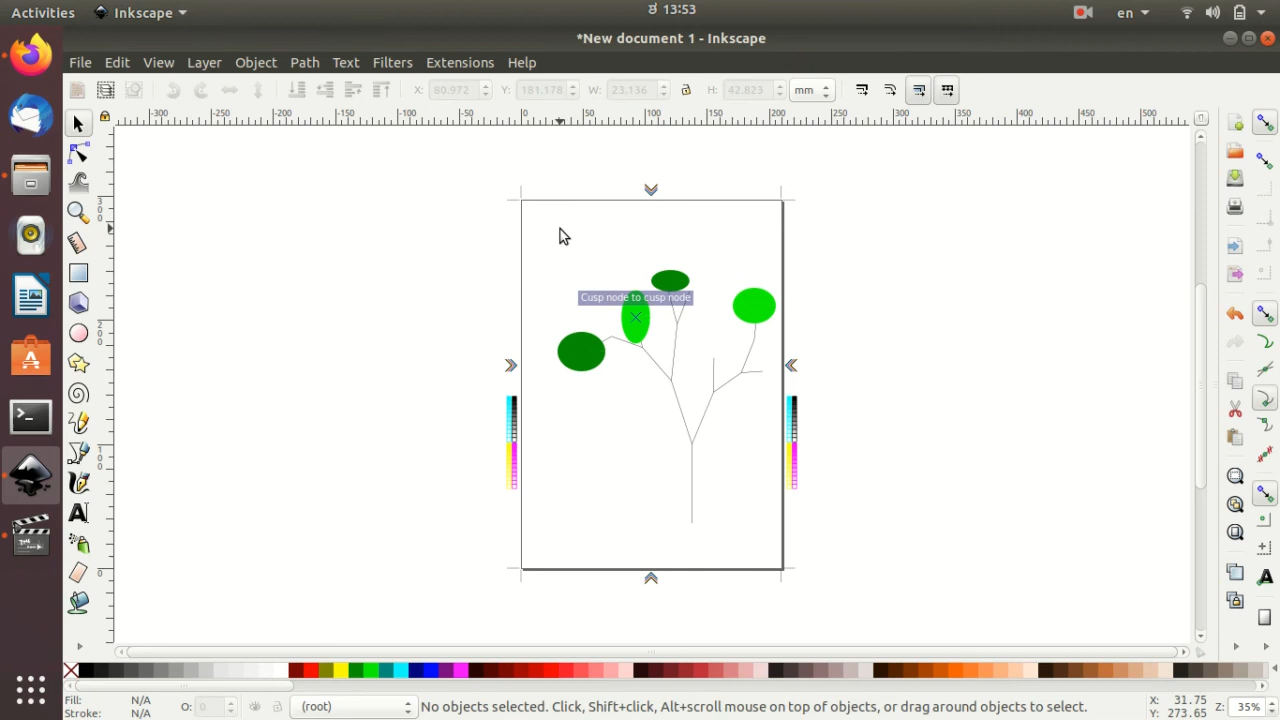 Activities Inkscape 13:53 en
*New document 1 - Inkscape
File Edit View Layer Object Path Text Filters Extensions Help
X: 80.972 Y: 181.178 W: 23.136 H: 42.823 mm
-300 -250 -200 -150 -100 -50 0 50 100 150 200 250 300 350 400 450 500
300
200
100
0
Cusp node to cusp node
Fill: N/A O: 0 (root) No objects selected. Click, Shift+click, Alt+scroll mouse on top of objects, or drag around objects to select. X: 31.75 Z: 35%
Stroke: N/A Y: 273.65